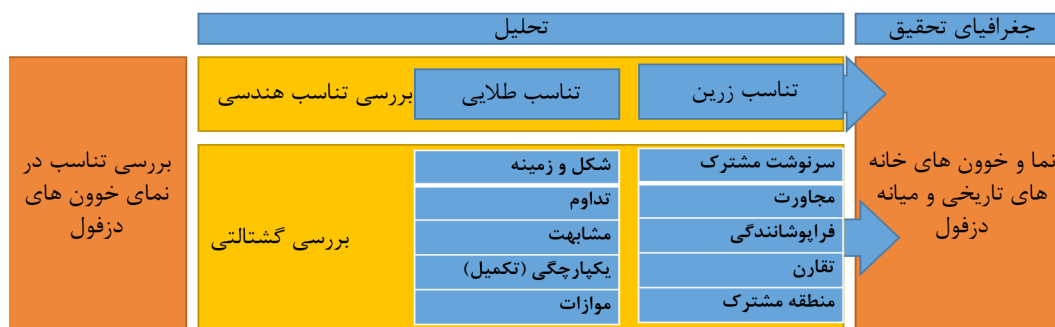 جغرافیای تحقیق
تحلیل
نما و خوون های خانه
های تاریخی و میانه
دزفول
تناسب زرین
تناسب طلایی
بررسی تناسب هندسی
سرنوشت مشترک
مجاورت
فراپوشانندگی
تقارن
منطقه مشترک
شکل و زمینه
تداوم
مشابهت
یکپارچگی (تکمیل)
موازات
بررسی گشتالتی
بررسی تناسب در
نمای خوون های
دزفول